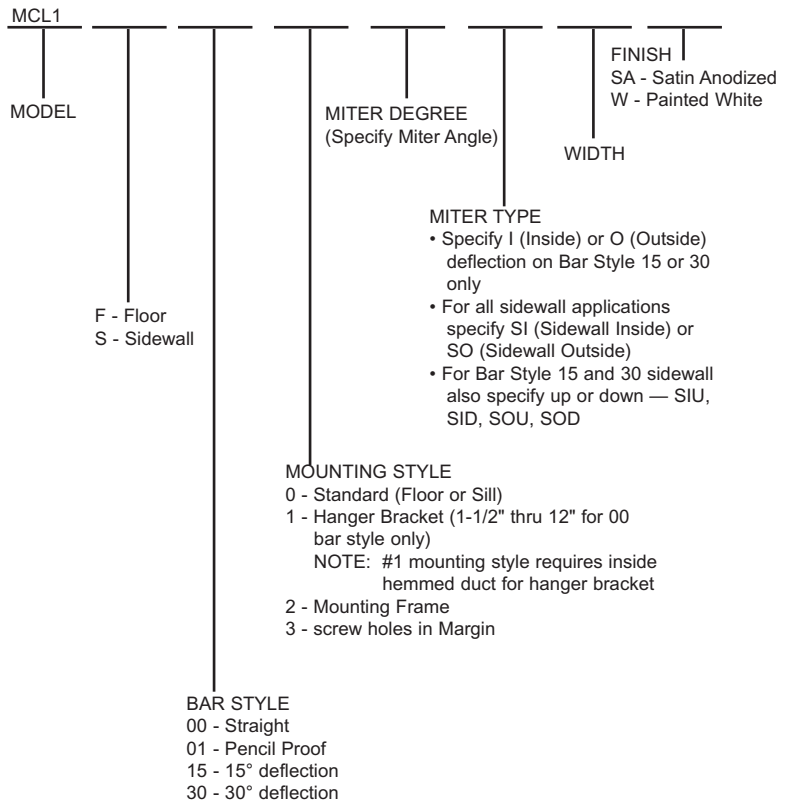 MCL1
FINISH
SA - Satin Anodized
W - Painted White
MODEL
MITER DEGREE
(Specify Miter Angle)
WIDTH
MITER TYPE
• Specify I (Inside) or O (Outside)
deflection on Bar Style 15 or 30
only
• For all sidewall applications
specify SI (Sidewall Inside) or
SO (Sidewall Outside)
• For Bar Style 15 and 30 sidewall
also specify up or down — SIU,
SID, SOU, SOD
F - Floor
S - Sidewall
MOUNTING STYLE
0 - Standard (Floor or Sill)
1 - Hanger Bracket (1-1/2" thru 12" for 00
bar style only)
NOTE: #1 mounting style requires inside
hemmed duct for hanger bracket
2 - Mounting Frame
3 - screw holes in Margin
BAR STYLE
00 - Straight
01 - Pencil Proof
15 - 15° deflection
30 - 30° deflection